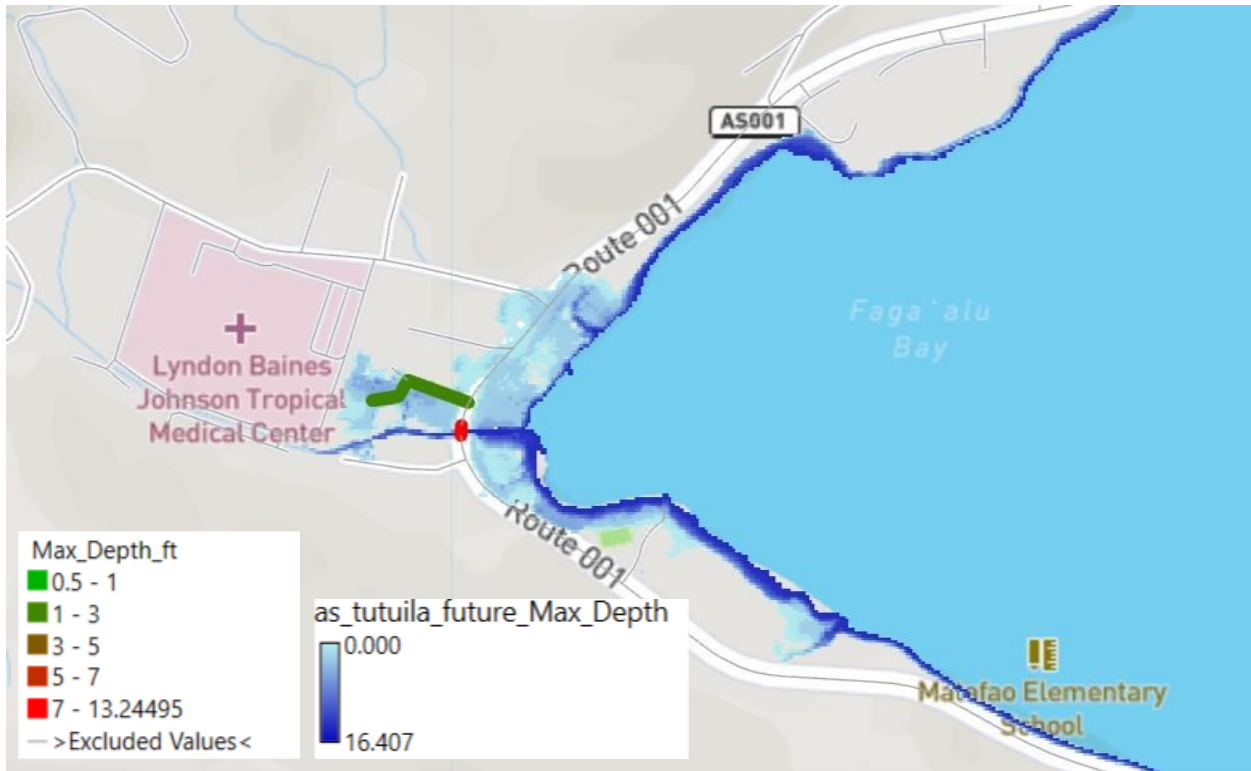 AS001
Route 001
Faga`alu
Bay
Lyndon Baines
Johnson Tropical
Medical Center
Route 001
Max_Depth_ft
0.5 - 1
1 - 3
3 - 5
5 - 7
7 - 13.24495
>Excluded Values<
as_tutuila_future_Max_Depth
0.000
16.407
Matafao Elementary
School